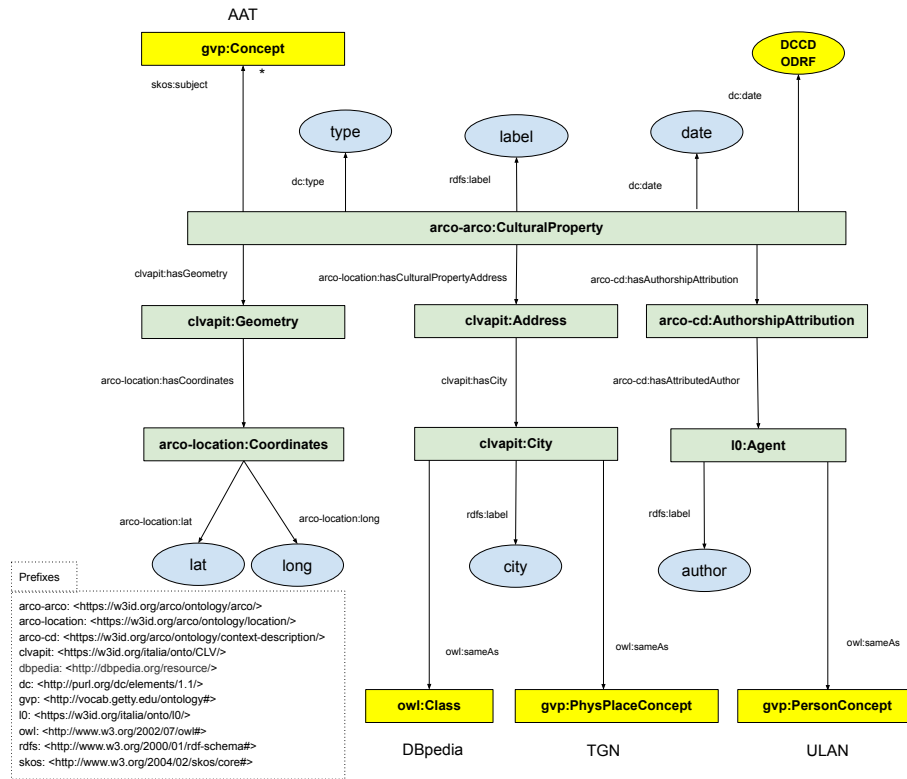 AAT
gvp:Concept
DCCD
ODRF
*
skos:subject
dc:date
type
label
date
dc:type
rdfs:label
dc:date
arco-arco:CulturalProperty
clvapit:hasGeometry
arco-location:hasCulturalPropertyAddress
arco-cd:hasAuthorshipAttribution
clvapit:Geometry
clvapit:Address
arco-cd:AuthorshipAttribution
arco-location:hasCoordinates
clvapit:hasCity
arco-cd:hasAttributedAuthor
arco-location:Coordinates
clvapit:City
l0:Agent
arco-location:lat
arco-location:long
rdfs:label
rdfs:label
lat
long
city
author
Prefixes
arco-arco: <https://w3id.org/arco/ontology/arco/>
arco-location: <https://w3id.org/arco/ontology/location/>
arco-cd: <https://w3id.org/arco/ontology/context-description/>
clvapit: <https://w3id.org/italia/onto/CLV/>
dbpedia: <http://dbpedia.org/resource/>
dc: <http://purl.org/dc/elements/1.1/>
gvp: <http://vocab.getty.edu/ontology#>
l0: <https://w3id.org/italia/onto/l0/>
owl: <http://www.w3.org/2002/07/owl#>
rdfs: <http://www.w3.org/2000/01/rdf-schema#>
skos: <http://www.w3.org/2004/02/skos/core#>
owl:sameAs
owl:sameAs
owl:sameAs
owl:Class
gvp:PhysPlaceConcept
gvp:PersonConcept
DBpedia
TGN
ULAN